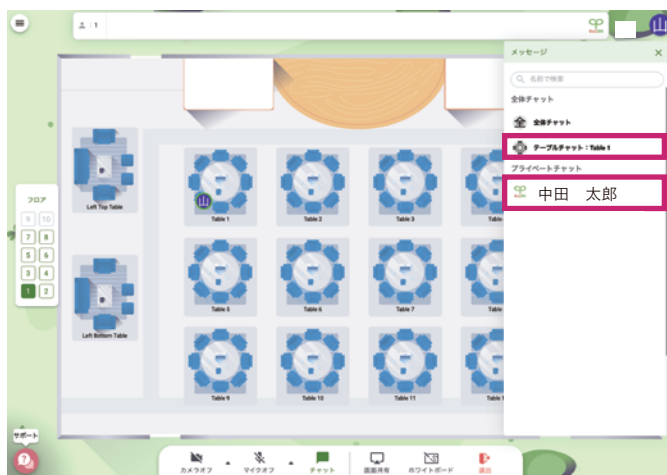 1
メッセージ
×
名前で検索
全体チャット
全 全体チャット
テーブルチャット：Table 1
プライベートチャット
中田　太郎
山
フロア
9 10
7 8
5 6
3 4
1 2
Left Top Table
Left Bottom Table
山
Table 1
Table 2
Table 3
Table 5
Table 6
Table 7
Table 9
Table 10
Table 11
サポート
?
カメラオフ
マイクオフ
チャット
画面共有
ホワイトボード
退出